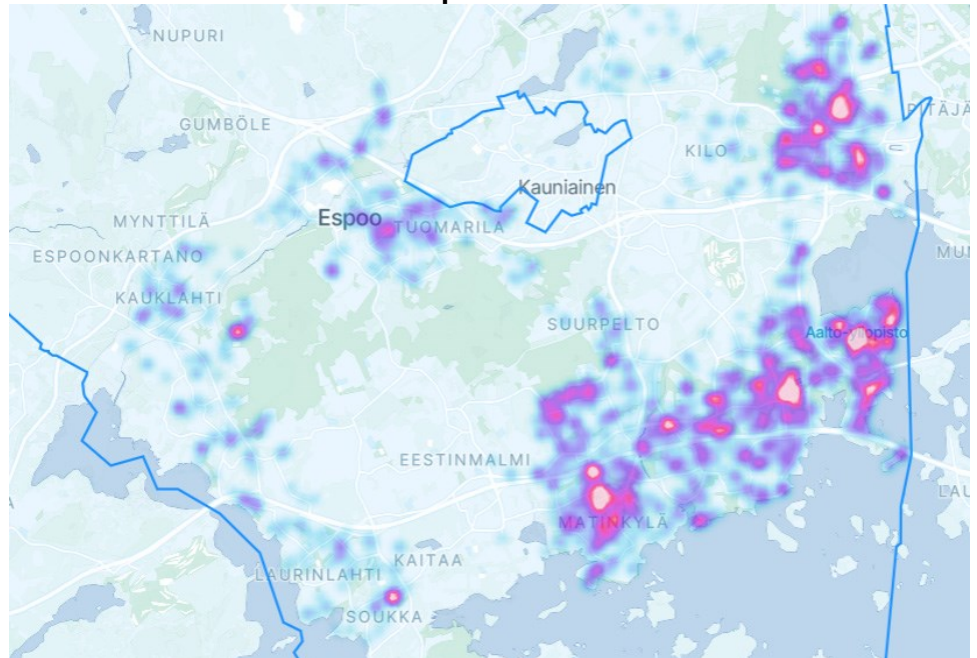 NUPURI
GUMBÖLE
KILO
Kauniainen
MYNTTILÄ
Espoo
TUOMARILA
ESPOONKARTANO
KAUKLAHTI
SUURPELTO
Aalto-yliopisto
EESTINMALMI
MATINKYLÄ
KAITAA
LAURINLAHTI
SOUKKA